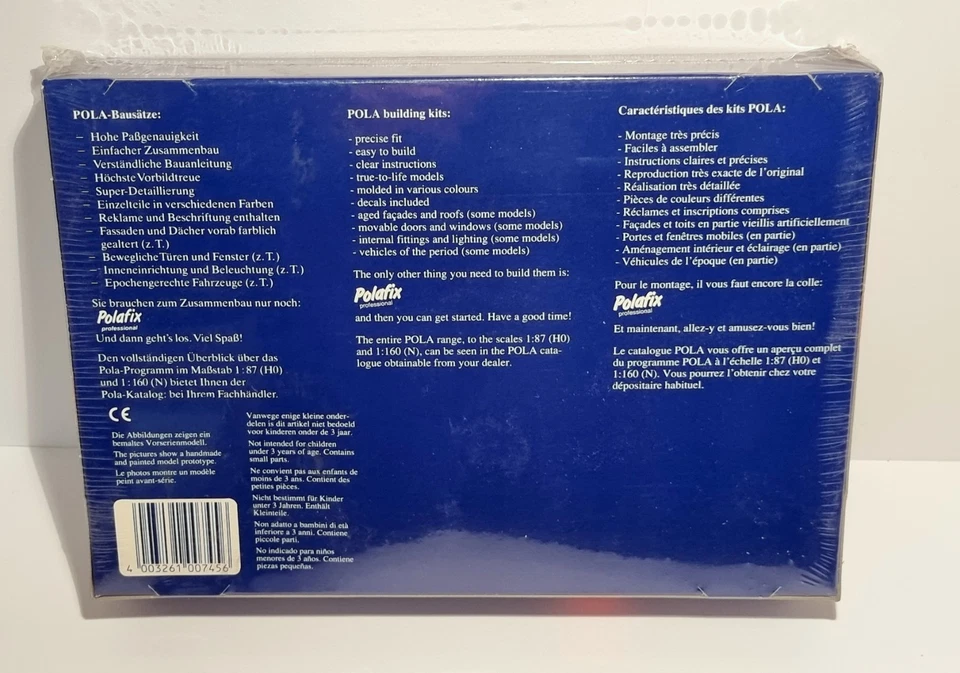 POLA-Bausätze:
– Hohe Paßgenauigkeit
– Einfacher Zusammenbau
– Verständliche Bauanleitung
– Höchste Vorbildtreue
– Super-Detaillierung
– Einzelteile in verschiedenen Farben
– Reklame und Beschriftung enthalten
– Fassaden und Dächer vorab farblich
gealtert (z.T.)
– Bewegliche Türen und Fenster (z.T.)
– Inneneinrichtung und Beleuchtung (z.T.)
– Epochengerechte Fahrzeuge (z.T.)
Sie brauchen zum Zusammenbau nur noch:
Polafix
professional
Und dann geht's los. Viel Spaß!
Den vollständigen Überblick über das
Pola-Programm im Maßstab 1:87 (H0)
und 1:160 (N) bietet Ihnen der
Pola-Katalog: bei Ihrem Fachhändler.
CE
Die Abbildungen zeigen ein
bemaltes Vorserienmodell.
The pictures show a handmade
and painted model prototype.
Le photos montre un modèle
peint avant-série.
4 003261 007456
Vanwege enige kleine onder-
delen is dit artikel niet bedoeld
voor kinderen onder de 3 jaar.
Not intended for children
under 3 years of age. Contains
small parts.
Ne convient pas aux enfants de
moins de 3 ans. Contient des
petites pièces.
Nicht bestimmt für Kinder
unter 3 Jahren. Enthält
Kleinteile.
Non adatto a bambini di età
inferiore a 3 anni. Contiene
piccole parti.
No indicado para niños
menores de 3 años. Contiene
piezas pequeñas.
POLA building kits:
- precise fit
- easy to build
- clear instructions
- true-to-life models
- molded in various colours
- decals included
- aged façades and roofs (some models)
- movable doors and windows (some models)
- internal fittings and lighting (some models)
- vehicles of the period (some models)
The only other thing you need to build them is:
Polafix
professional
and then you can get started. Have a good time!
The entire POLA range, to the scales 1:87 (H0)
and 1:160 (N), can be seen in the POLA cata-
logue obtainable from your dealer.
Caractéristiques des kits POLA:
- Montage très précis
- Faciles à assembler
- Instructions claires et précises
- Reproduction très exacte de l'original
- Réalisation très détaillée
- Pièces de couleurs différentes
- Réclames et inscriptions comprises
- Façades et toits en partie vieillis artificiellement
- Portes et fenêtres mobiles (en partie)
- Aménagement intérieur et éclairage (en partie)
- Véhicules de l'époque (en partie)
Pour le montage, il vous faut encore la colle:
Polafix
professional
Et maintenant, allez-y et amusez-vous bien!
Le catalogue POLA vous offre un aperçu complet
du programme POLA à l'échelle 1:87 (H0) et
1:160 (N). Vous pourrez l'obtenir chez votre
dépositaire habituel.